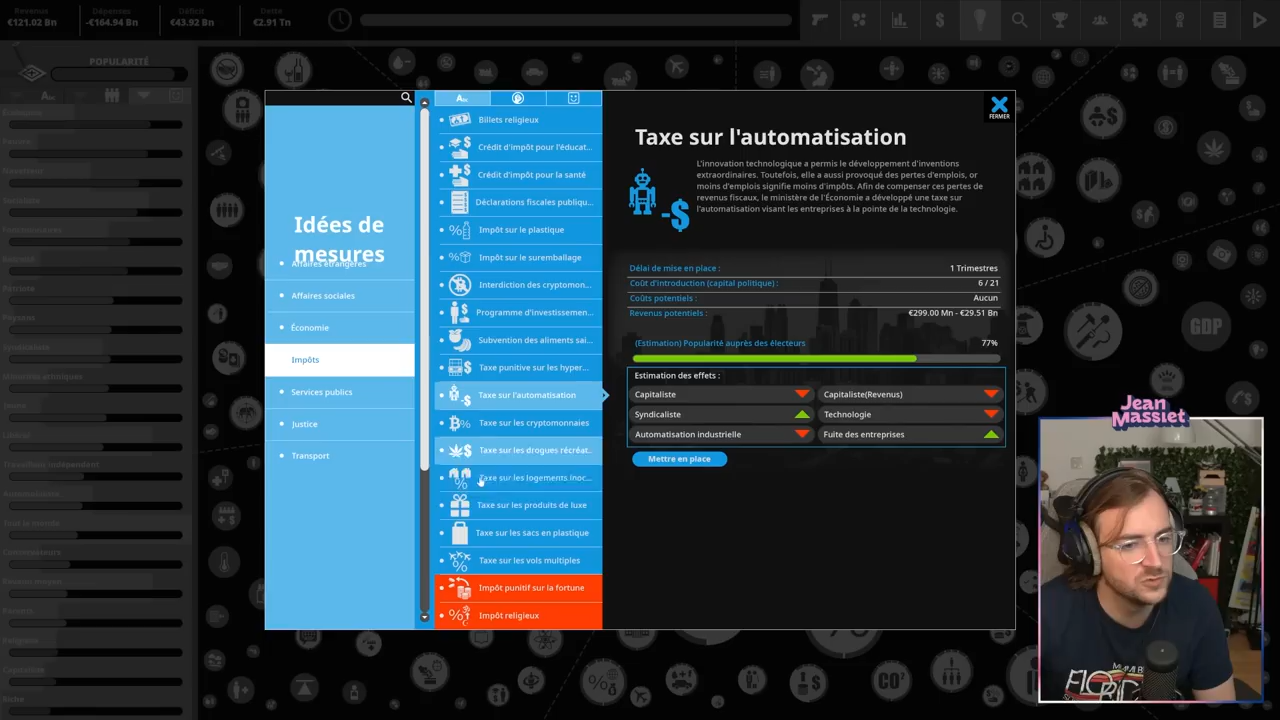 Revenus
€121.02 Bn
Dépenses
-€164.94 Bn
Déficit
€43.92 Bn
Dette
€2.91 Tn
POPULARITÉ
Abc
Idées de
mesures
Affaires étrangères
Affaires sociales
Économie
Impôts
Services publics
Justice
Transport
Abc
Billets religieux
Crédit d'impôt pour l'éducat...
Crédit d'impôt pour la santé
Déclarations fiscales publiqu...
Impôt sur le plastique
Impôt sur le suremballage
Interdiction des cryptomon...
Programme d'investissemen...
Subvention des aliments sai...
Taxe punitive sur les hyper...
Taxe sur l'automatisation
Taxe sur les cryptomonnaies
Taxe sur les drogues récréat..
Taxe sur les logements inoc...
Taxe sur les produits de luxe
Taxe sur les sacs en plastique
Taxe sur les vols multiples
Impôt punitif sur la fortune
Impôt religieux
FERMER
Taxe sur l'automatisation
L'innovation technologique a permis le développement d'inventions
extraordinaires. Toutefois, elle a aussi provoqué des pertes d'emplois, or
moins d'emplois signifie moins d'impôts. Afin de compenser ces pertes de
revenus fiscaux, le ministère de l'Économie a développé une taxe sur
l'automatisation visant les entreprises à la pointe de la technologie.
Délai de mise en place : 1 Trimestres
Coût d'introduction (capital politique) : 6 / 21
Coûts potentiels : Aucun
Revenus potentiels : €299.00 Mn - €29.51 Bn
(Estimation) Popularité auprès des électeurs 77%
Estimation des effets :
Capitaliste Capitaliste(Revenus)
Syndicaliste Technologie
Automatisation industrielle Fuite des entreprises
Mettre en place
GDP
CO²
Jean
Massiet